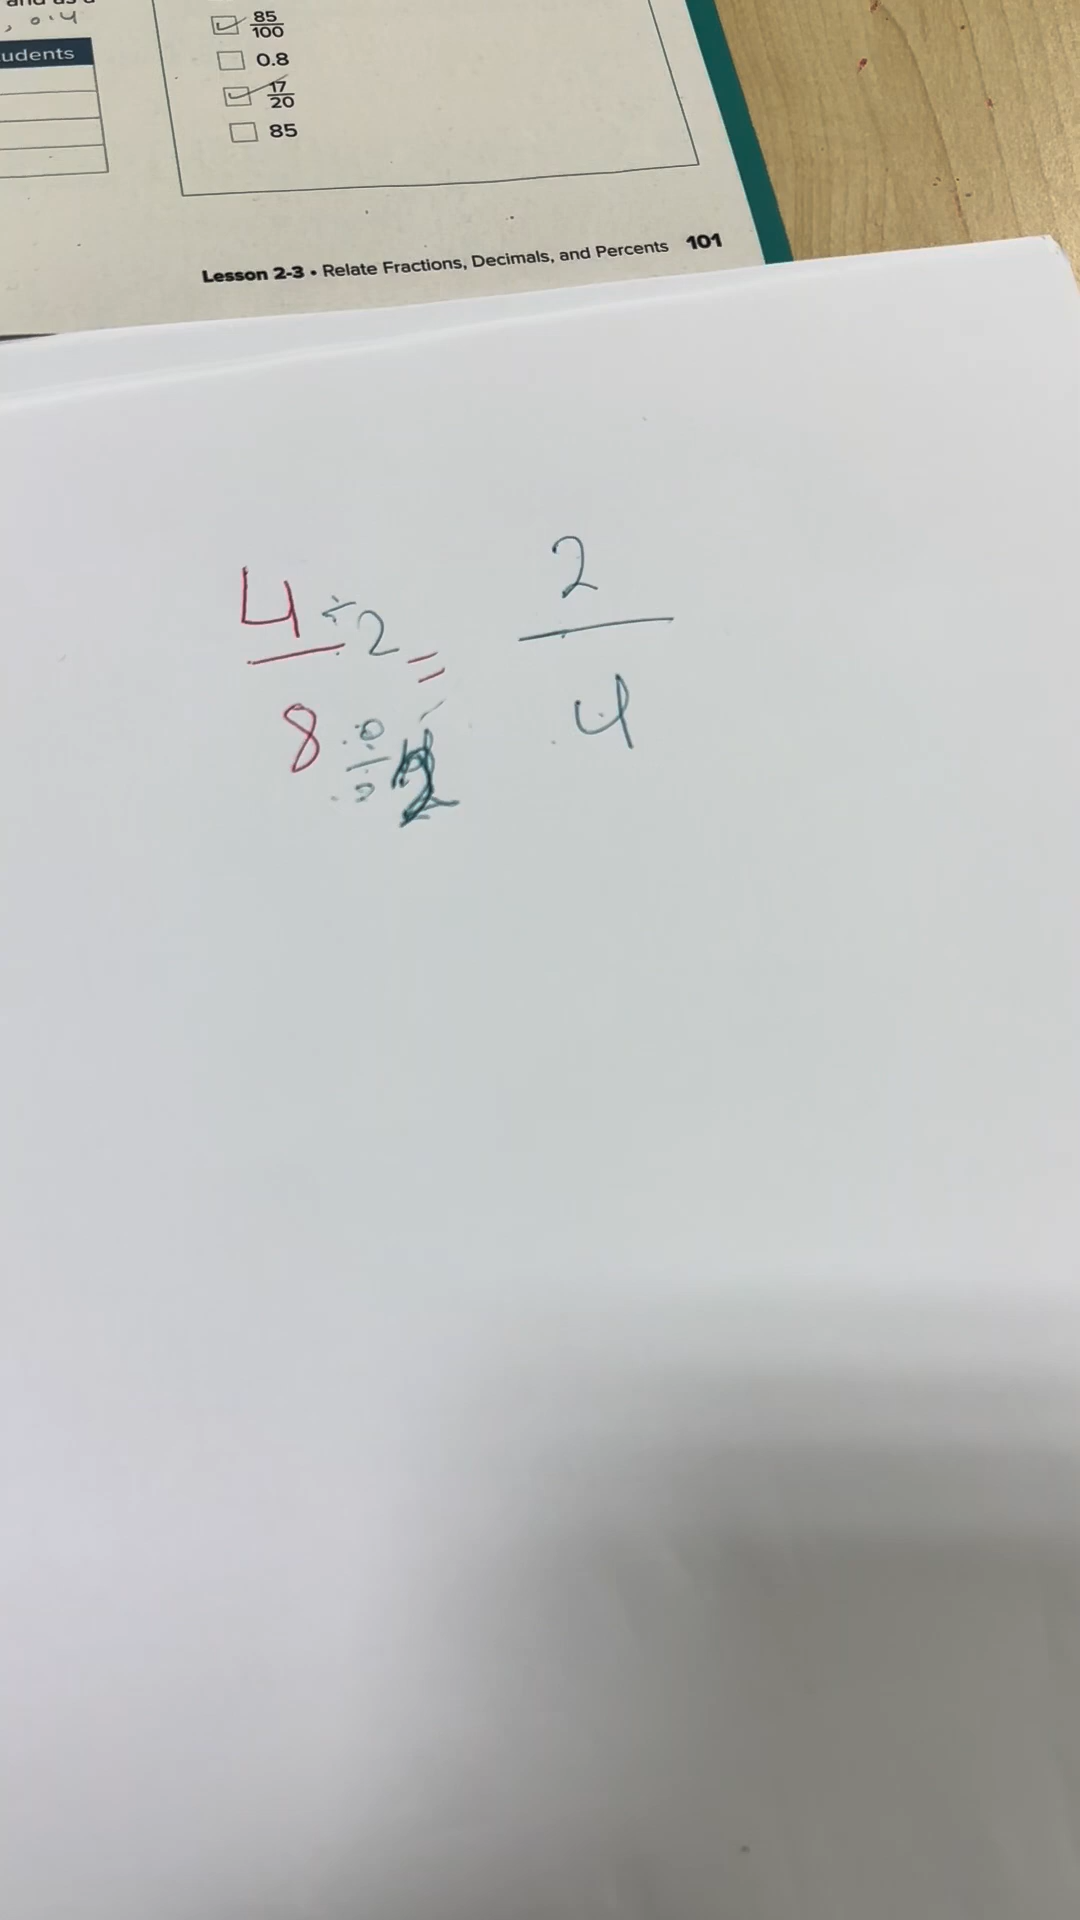 , 0.4
udents
85/100
0.8
17/20
85
Lesson 2-3 • Relate Fractions, Decimals, and Percents 101
4 ÷ 2 = 2
8 ÷ 2 4